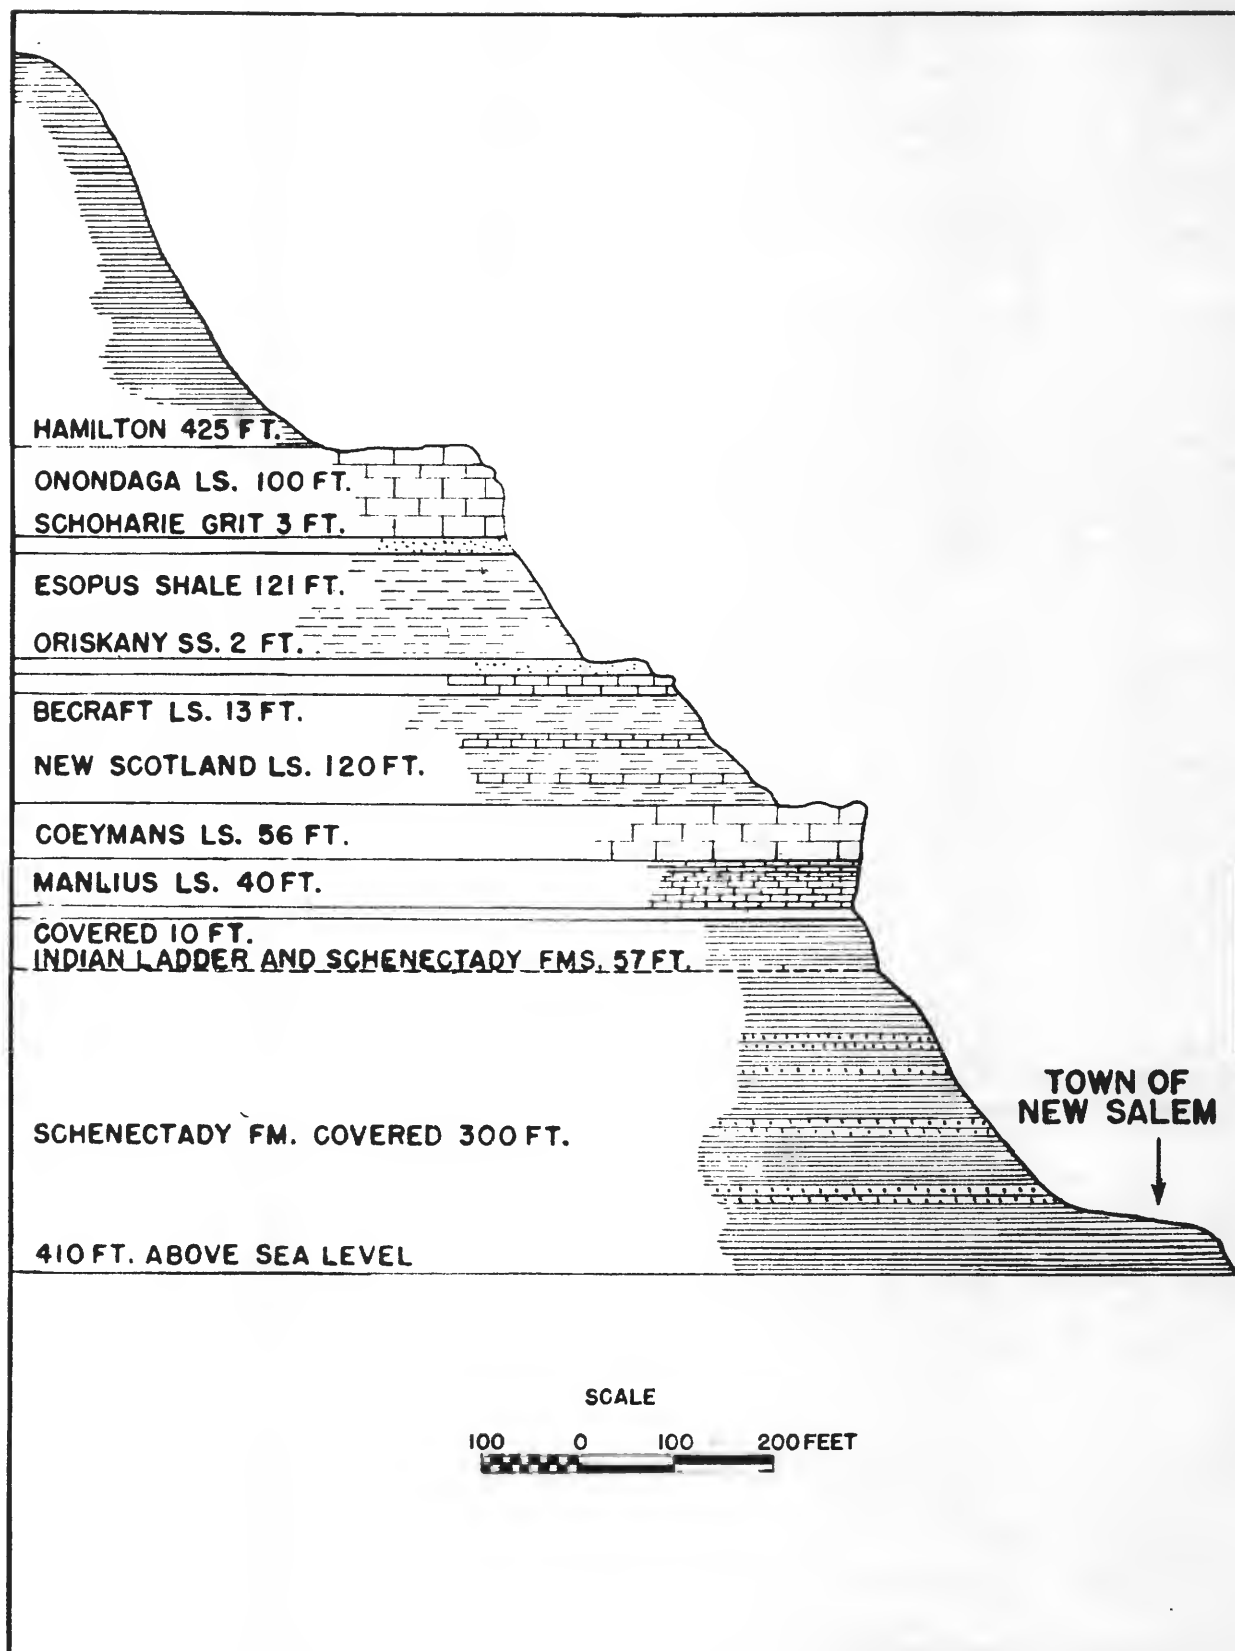 HAMILTON 425 FT.
ONONDAGA LS. 100 FT.
SCHOHARIE GRIT 3 FT.
ESOPUS SHALE 121 FT.
ORISKANY SS. 2 FT.
BECRAFT LS. 13 FT.
NEW SCOTLAND LS. 120 FT.
COEYMANS LS. 56 FT.
MANLIUS LS. 40 FT.
COVERED 10 FT.
INDIAN LADDER AND SCHENECTADY FMS. 57 FT.
TOWN OF
NEW SALEM
SCHENECTADY FM. COVERED 300 FT.
410 FT. ABOVE SEA LEVEL
SCALE
100 0 100 200 FEET